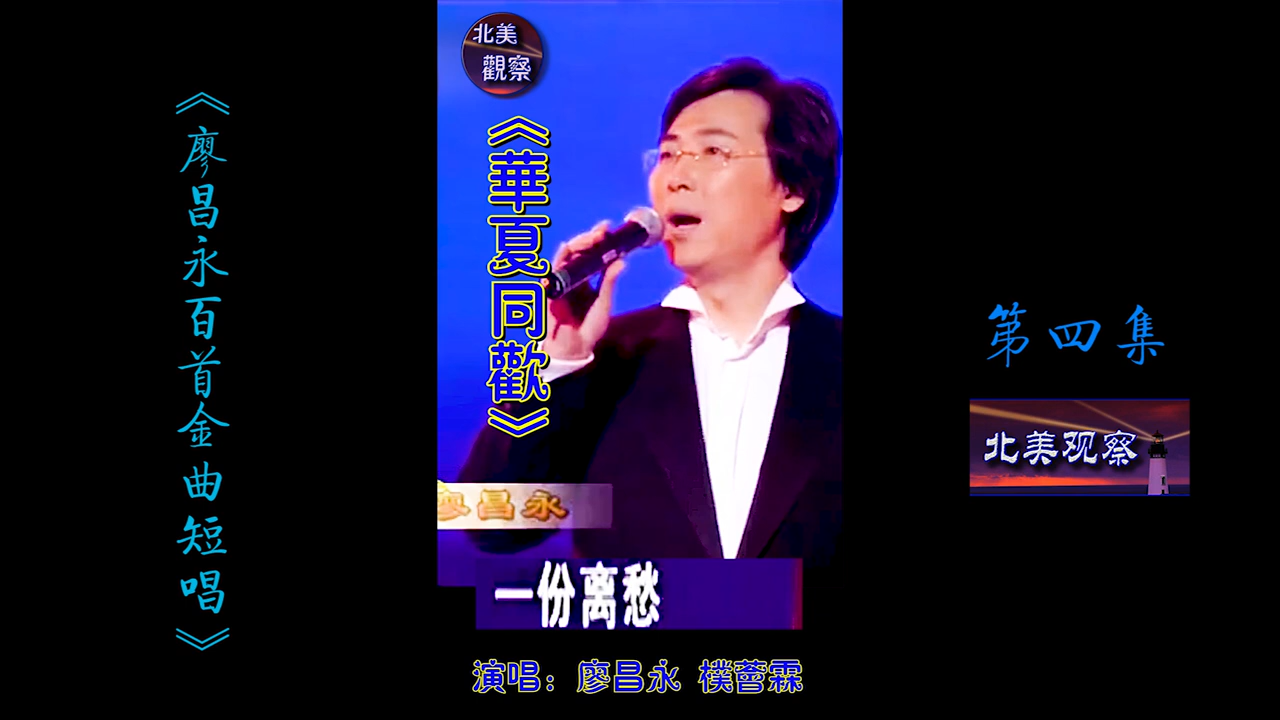 《廖昌永百首金曲短唱》
北美
觀察
《華夏同歡》
廖昌永
一份离愁
演唱：廖昌永 樸薈霖
第四集
北美观察